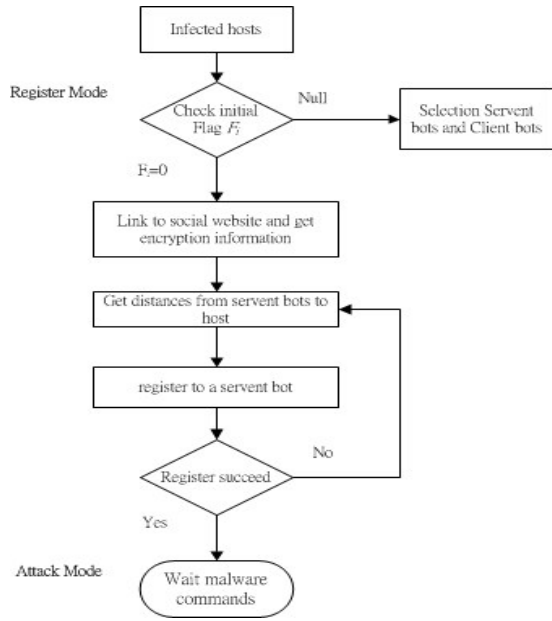 Infected hosts
Register Mode
Check initial
Flag Fi
Null
Selection Servent
bots and Client bots
Fi=0
Link to social website and get
encryption information
Get distances from servent bots to
host
register to a servent bot
Register succeed
No
Yes
Attack Mode
Wait malware
commands